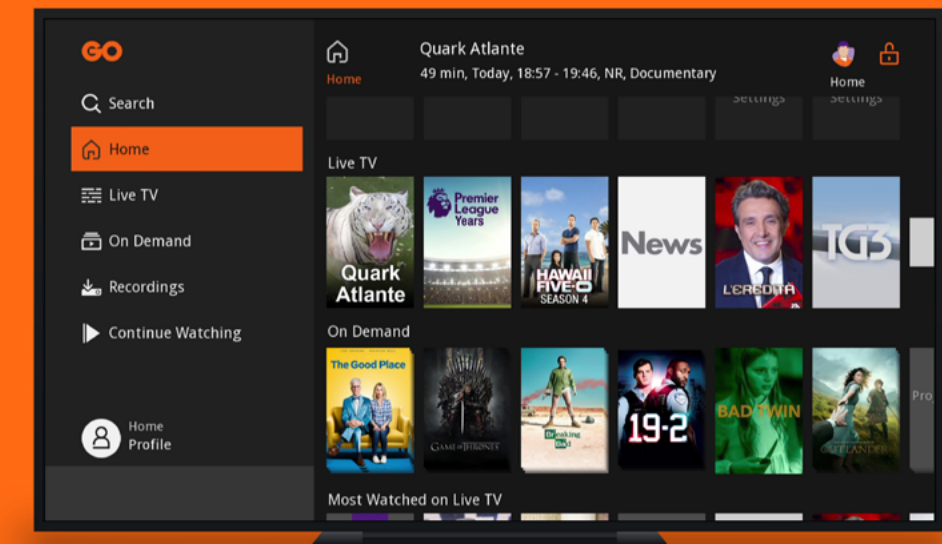 GO
Search
Home
Live TV
On Demand
Recordings
Continue Watching
Home
Profile
Home
Quark Atlante
49 min, Today, 18:57 - 19:46, NR, Documentary
Home
Settings
Settings
Live TV
Quark
Atlante
Premier
League
Years
HAWAII
FIVE-O
SEASON 4
News
L'EREDITÀ
TG3
On Demand
The Good Place
GAME OF THRONES
Breaking
Bad
19-2
BAD TWIN
OUTLANDER
Pro
Most Watched on Live TV